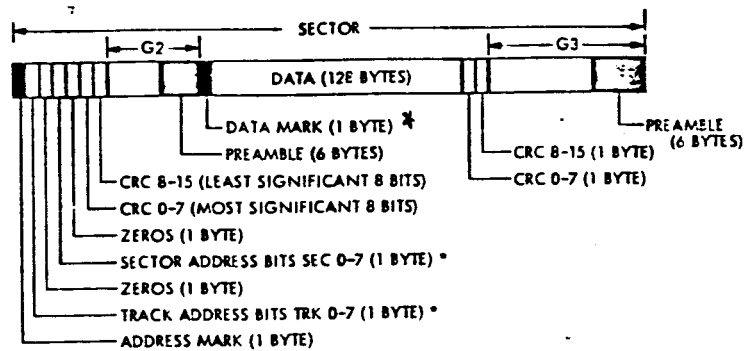 SECTOR
G2
G3
DATA (12E BYTES)
DATA MARK (1 BYTE) *
PREAMBLE (6 BYTES)
PREAMBLE
(6 BYTES)
CRC 8-15 (1 BYTE)
CRC 0-7 (1 BYTE)
CRC 8-15 (LEAST SIGNIFICANT 8 BITS)
CRC 0-7 (MOST SIGNIFICANT 8 BITS)
ZEROS (1 BYTE)
SECTOR ADDRESS BITS SEC 0-7 (1 BYTE) *
ZEROS (1 BYTE)
TRACK ADDRESS BITS TRK 0-7 (1 BYTE) *
ADDRESS MARK (1 BYTE)